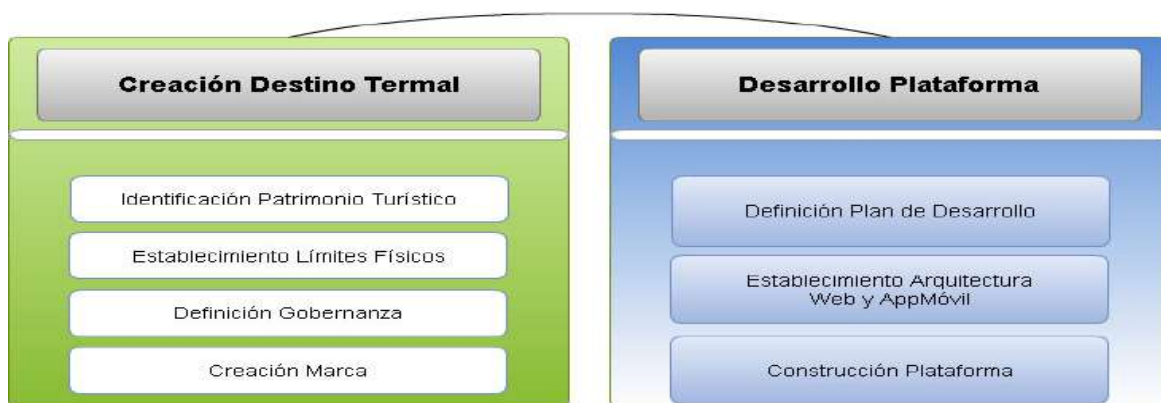 Creación Destino Termal
Identificación Patrimonio Turístico
Establecimiento Límites Físicos
Definición Gobernanza
Creación Marca
Desarrollo Plataforma
Definición Plan de Desarrollo
Establecimiento Arquitectura
Web y AppMóvil
Construcción Plataforma